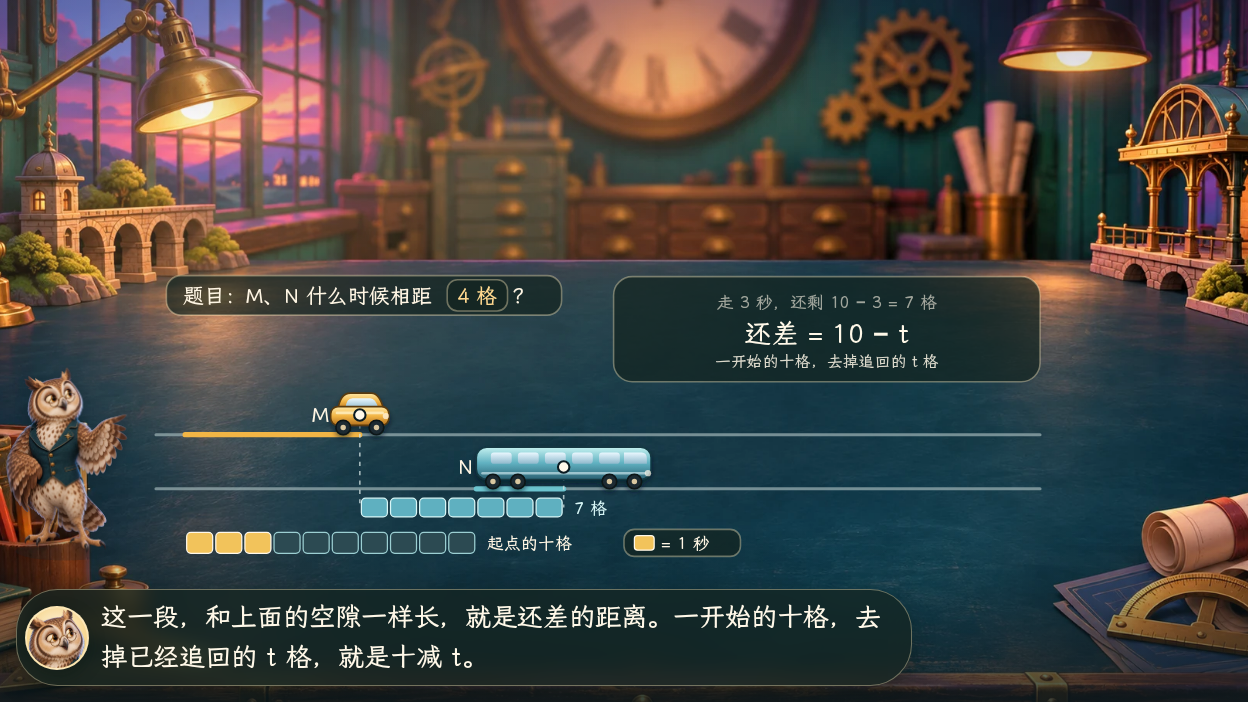 题目：M、N 什么时候相距 4 格 ?
走 3 秒，还剩 10 − 3 = 7 格
还差 = 10 − t
一开始的十格，去掉追回的 t 格
M
N
7 格
起点的十格
= 1 秒
这一段，和上面的空隙一样长，就是还差的距离。一开始的十格，去
掉已经追回的 t 格，就是十减 t。